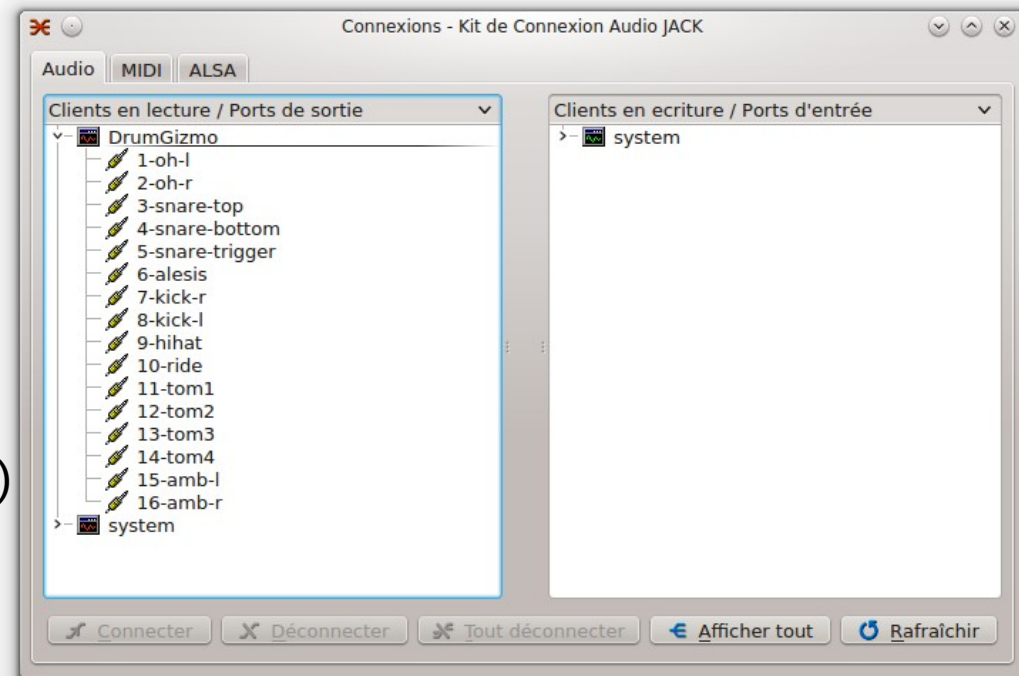 Connexions - Kit de Connexion Audio JACK
Audio MIDI ALSA
Clients en lecture / Ports de sortie
DrumGizmo
1-oh-l
2-oh-r
3-snare-top
4-snare-bottom
5-snare-trigger
6-alesis
7-kick-r
8-kick-l
9-hihat
10-ride
11-tom1
12-tom2
13-tom3
14-tom4
15-amb-l
16-amb-r
system
Clients en ecriture / Ports d'entrée
system
)
Connecter Déconnecter Tout déconnecter Afficher tout Rafraîchir